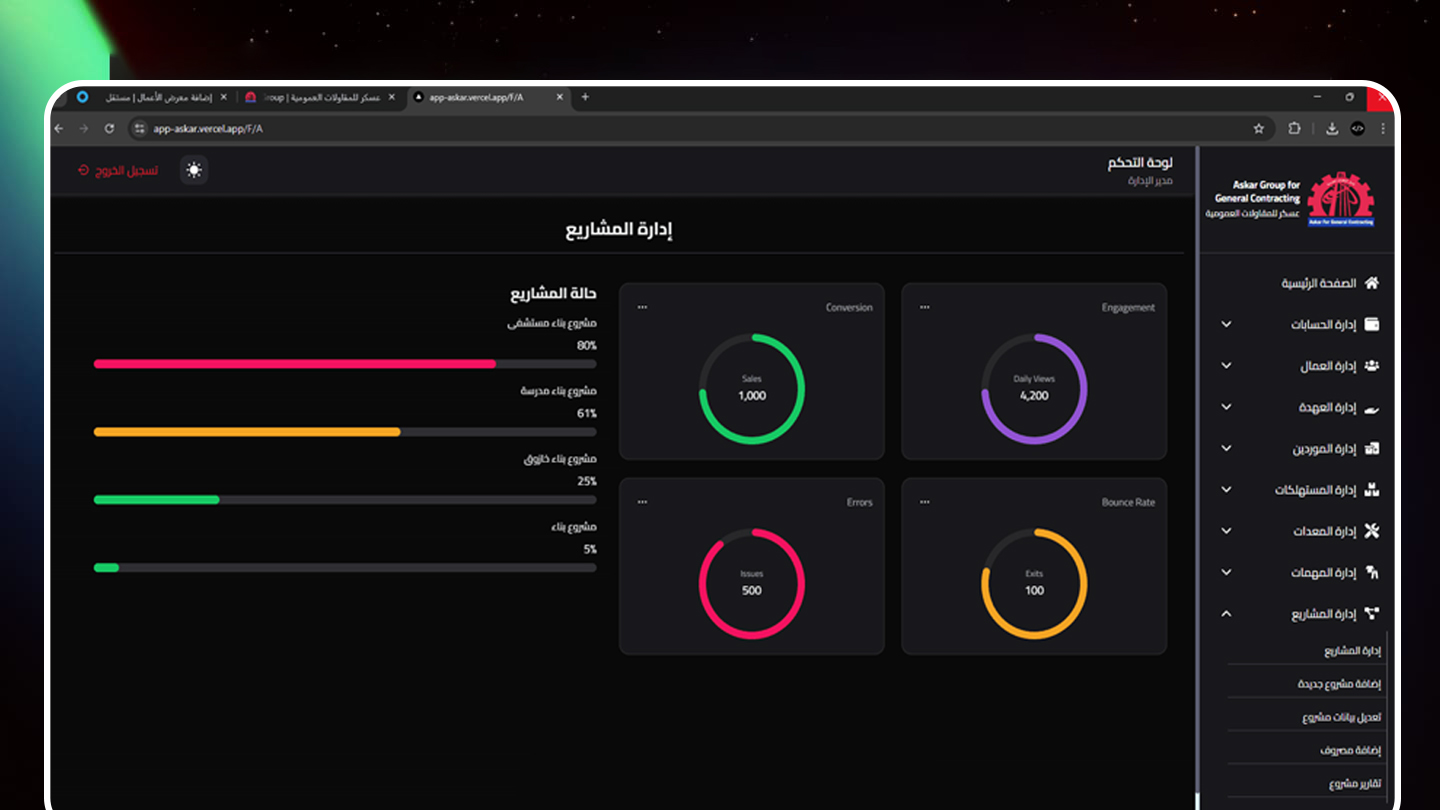 إضافة معرض الأعمال | مستقل
عسكر للمقاولات العمومية | Group
app-askar.vercel.app/F/A
app-askar.vercel.app/F/A
لوحة التحكم
مدير الإدارة
تسجيل الخروج
Askar Group for
General Contracting
عسكر للمقاولات العمومية
Askar For General Contracting
إدارة المشاريع
الصفحة الرئيسية
إدارة الحسابات
إدارة العمال
إدارة العهدة
إدارة الموردين
إدارة المستهلكات
إدارة المعدات
إدارة المهمات
إدارة المشاريع
إدارة المشاريع
إضافة مشروع جديدة
تعديل بيانات مشروع
إضافة مصروف
تقارير مشروع
Engagement
Daily Views
4,200
Conversion
Sales
1,000
Bounce Rate
Exits
100
Errors
Issues
500
حالة المشاريع
مشروع بناء مستشفى
80%
مشروع بناء مدرسة
61%
مشروع بناء خازوق
25%
مشروع بناء
5%